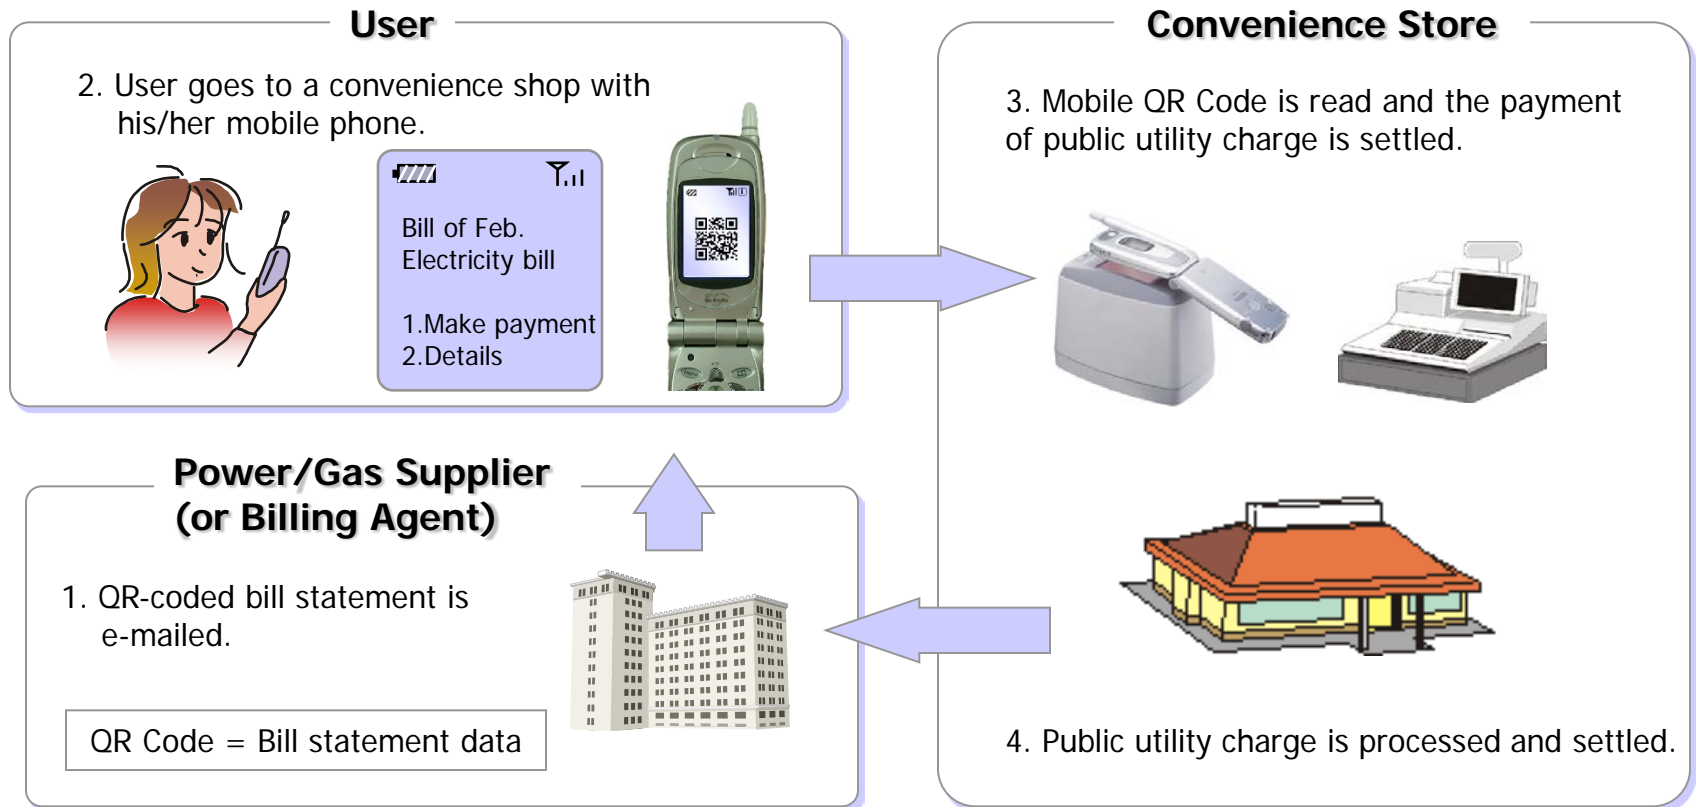 User
2. User goes to a convenience shop with
his/her mobile phone.
Bill of Feb.
Electricity bill
1.Make payment
2.Details
Convenience Store
3. Mobile QR Code is read and the payment
of public utility charge is settled.
4. Public utility charge is processed and settled.
Power/Gas Supplier
(or Billing Agent)
1. QR-coded bill statement is
e-mailed.
QR Code = Bill statement data